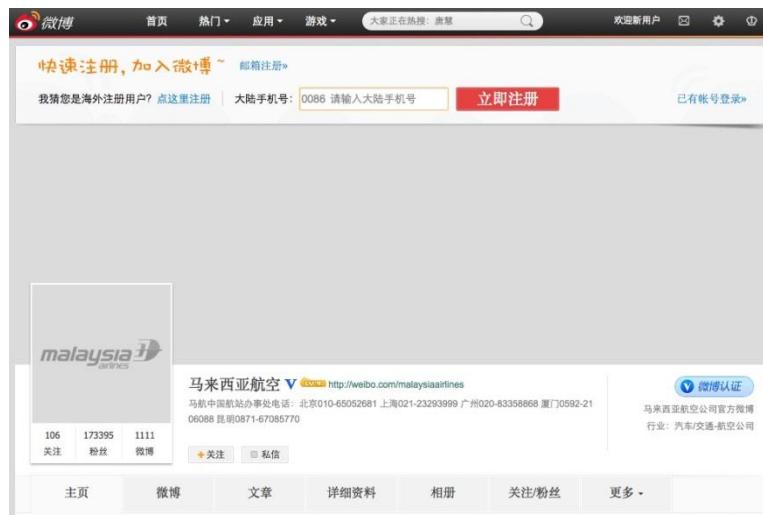 微博 首页 热门 应用 游戏 大家正在热搜：唐慧 欢迎新用户
快速注册，加入微博~ 邮箱注册»
我猜您是海外注册用户？点这里注册 大陆手机号： 0086 请输入大陆手机号 立即注册 已有帐号登录»
malaysia
airlines
马来西亚航空 V http://weibo.com/malaysiaairlines
V 微博认证
马航中国航站办事处电话：北京010-65052681 上海021-23293999 广州020-83358868 厦门0592-21
06088 昆明0871-67085770
马来西亚航空公司官方微博
行业：汽车/交通-航空公司
106 173395 1111
关注 粉丝 微博
+关注 私信
主页 微博 文章 详细资料 相册 关注/粉丝 更多